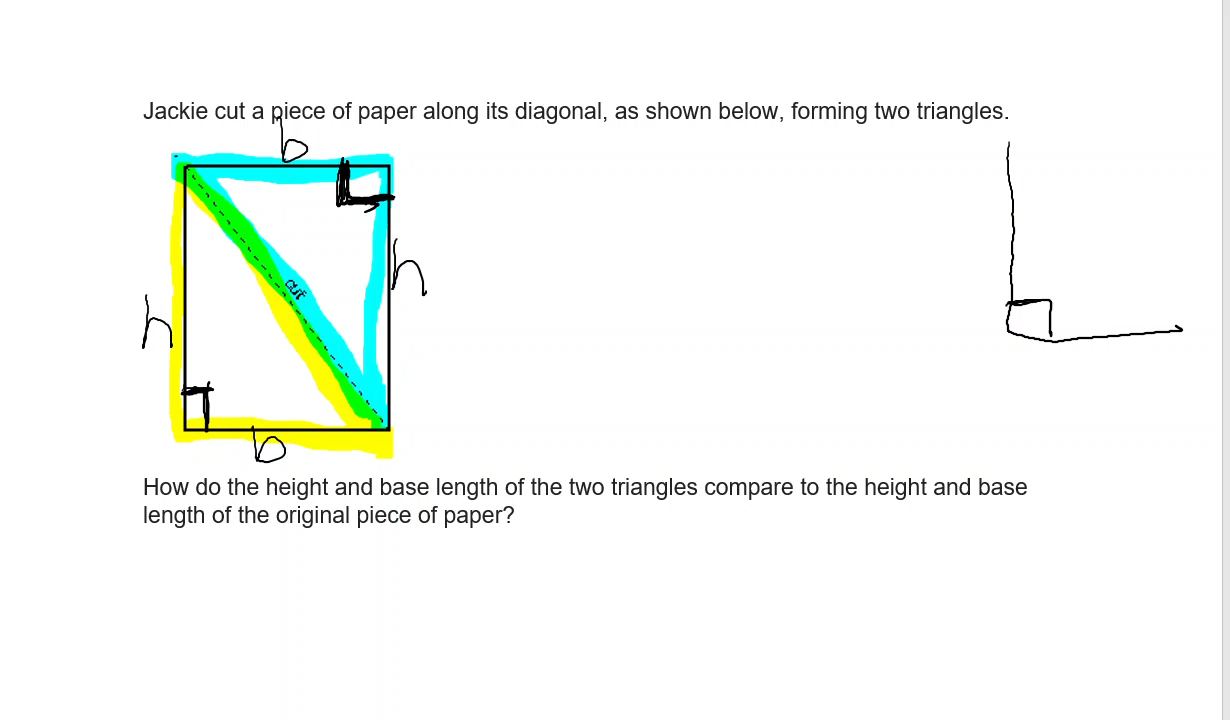 Jackie cut a piece of paper along its diagonal, as shown below, forming two triangles.
b
h
cut
h
b
How do the height and base length of the two triangles compare to the height and base
length of the original piece of paper?